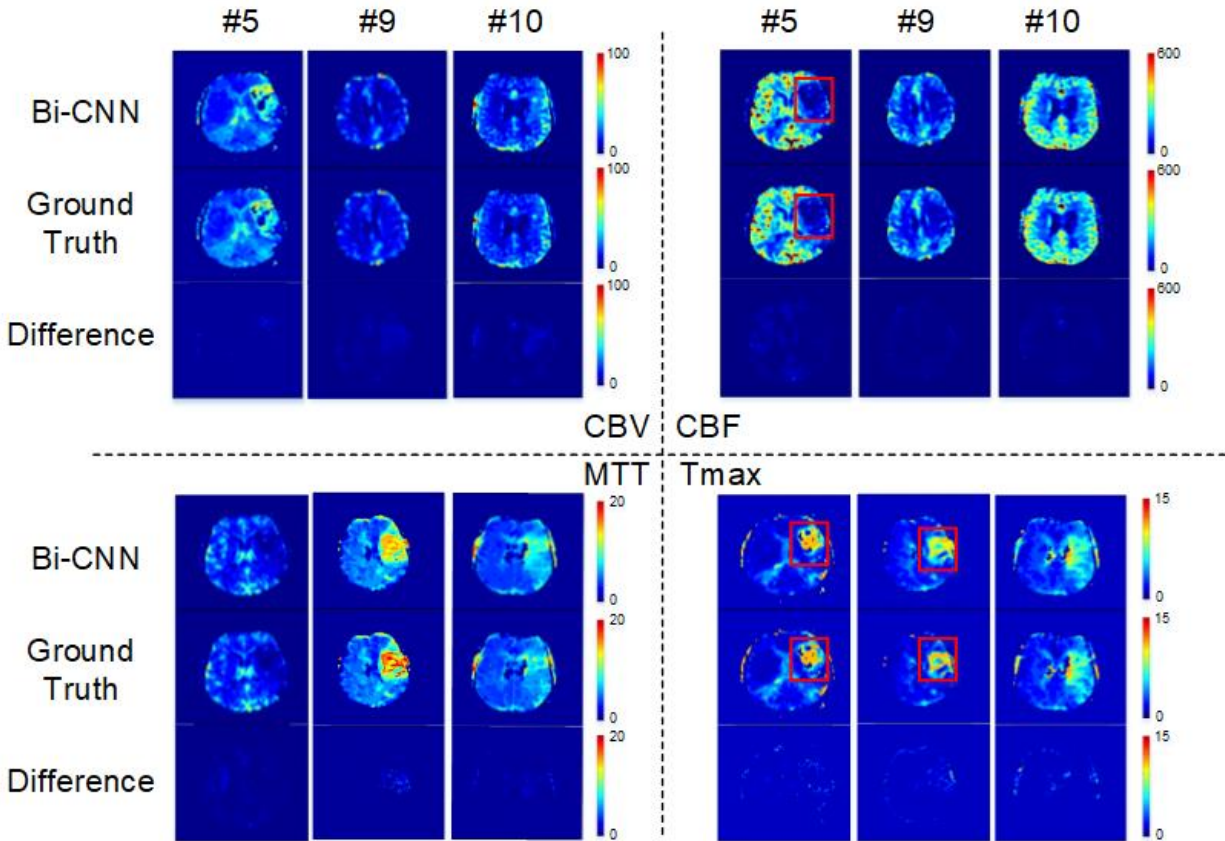 #5 #9 #10 #5 #9 #10
Bi-CNN 100 0 600 0
Ground 100 600
Truth 0 0
Difference 100 0 600 0
CBV CBF
MTT Tmax
Bi-CNN 20 0 15 0
Ground 20 15
Truth 0 0
Difference 20 0 15 0